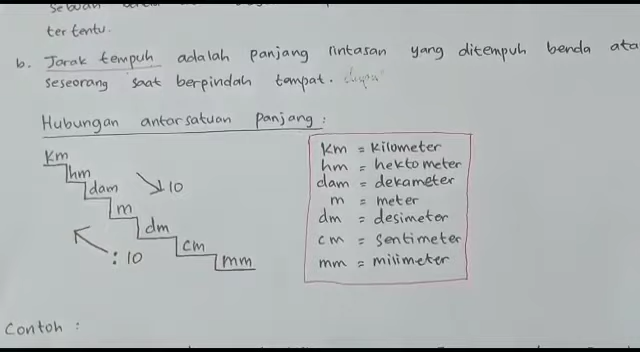 tertentu.
b. Jarak tempuh adalah panjang lintasan yang ditempuh benda ata
seseorang saat berpindah tempat.
Hubungan antarsatuan panjang :
Km
hm
dam
m
dm
cm
mm
10
: 10
Km = Kilometer
hm = hektometer
dam = dekameter
m = meter
dm = desimeter
cm = sentimeter
mm = milimeter
Contoh :